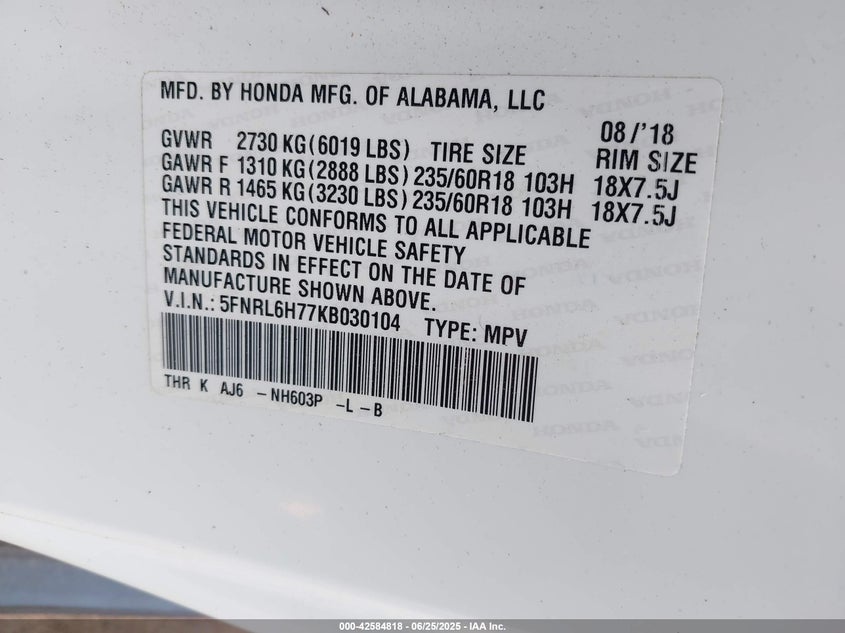 MFD. BY HONDA MFG. OF ALABAMA, LLC
08/'18
GVWR 2730 KG(6019 LBS) TIRE SIZE RIM SIZE
GAWR F 1310 KG(2888 LBS) 235/60R18 103H 18X7.5J
GAWR R 1465 KG(3230 LBS) 235/60R18 103H 18X7.5J
THIS VEHICLE CONFORMS TO ALL APPLICABLE
FEDERAL MOTOR VEHICLE SAFETY
STANDARDS IN EFFECT ON THE DATE OF
MANUFACTURE SHOWN ABOVE.
V.I.N.: 5FNRL6H77KB030104 TYPE: MPV
THR K AJ6 -NH603P -L-B
HONDA HONDA
000-42584818 - 06/25/2025 - IAA Inc.